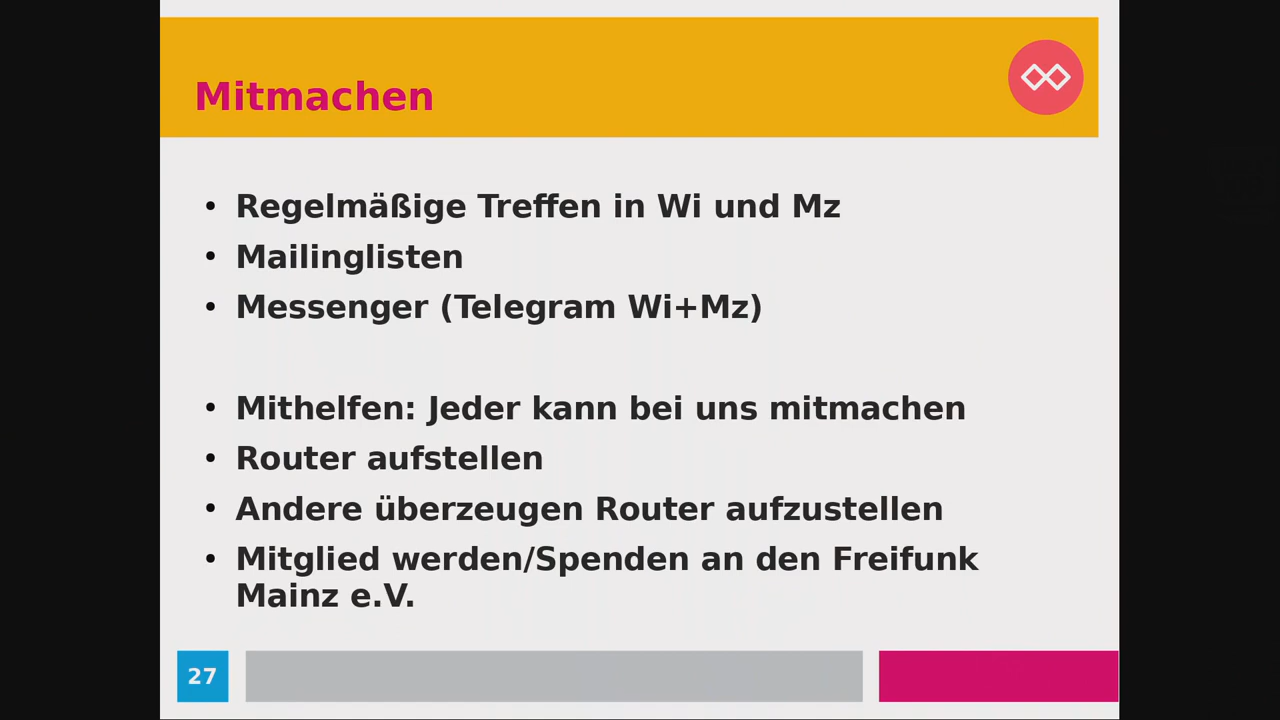 Mitmachen
• Regelmäßige Treffen in Wi und Mz
• Mailinglisten
• Messenger (Telegram Wi+Mz)
• Mithelfen: Jeder kann bei uns mitmachen
• Router aufstellen
• Andere überzeugen Router aufzustellen
• Mitglied werden/Spenden an den Freifunk
Mainz e.V.
27